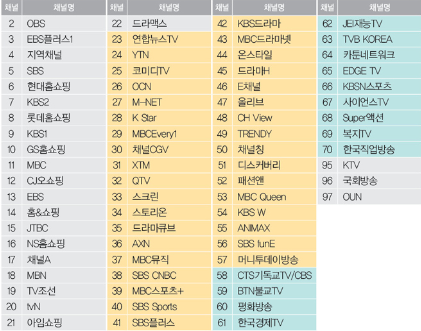 채널 채널명 채널 채널명 채널 채널명 채널 채널명
2 OBS 22 드라맥스 42 KBS드라마 62 JEI재능TV
3 EBS플러스1 23 연합뉴스TV 43 MBC드라마넷 63 TVB KOREA
4 지역채널 24 YTN 44 온스타일 64 카툰네트워크
5 SBS 25 코미디TV 45 드라마H 65 EDGE TV
6 현대홈쇼핑 26 OCN 46 E채널 66 KBSN스포츠
7 KBS2 27 M-NET 47 올리브 67 사이언스TV
8 롯데홈쇼핑 28 K Star 48 CH View 68 Super액션
9 KBS1 29 MBCEvery1 49 TRENDY 69 복지TV
10 GS홈쇼핑 30 채널CGV 50 채널칭 70 한국직업방송
11 MBC 31 XTM 51 디스커버리 95 KTV
12 CJ오쇼핑 32 QTV 52 패션앤 96 국회방송
13 EBS 33 스크린 53 MBC Queen 97 OUN
14 홈&쇼핑 34 스토리온 54 KBS W
15 JTBC 35 드라마큐브 55 ANIMAX
16 NS홈쇼핑 36 AXN 56 SBS funE
17 채널A 37 MBC뮤직 57 머니투데이방송
18 MBN 38 SBS CNBC 58 CTS기독교TV/CBS
19 TV조선 39 MBC스포츠+ 59 BTN불교TV
20 tvN 40 SBS Sports 60 평화방송
21 아임쇼핑 41 SBS플러스 61 한국경제TV